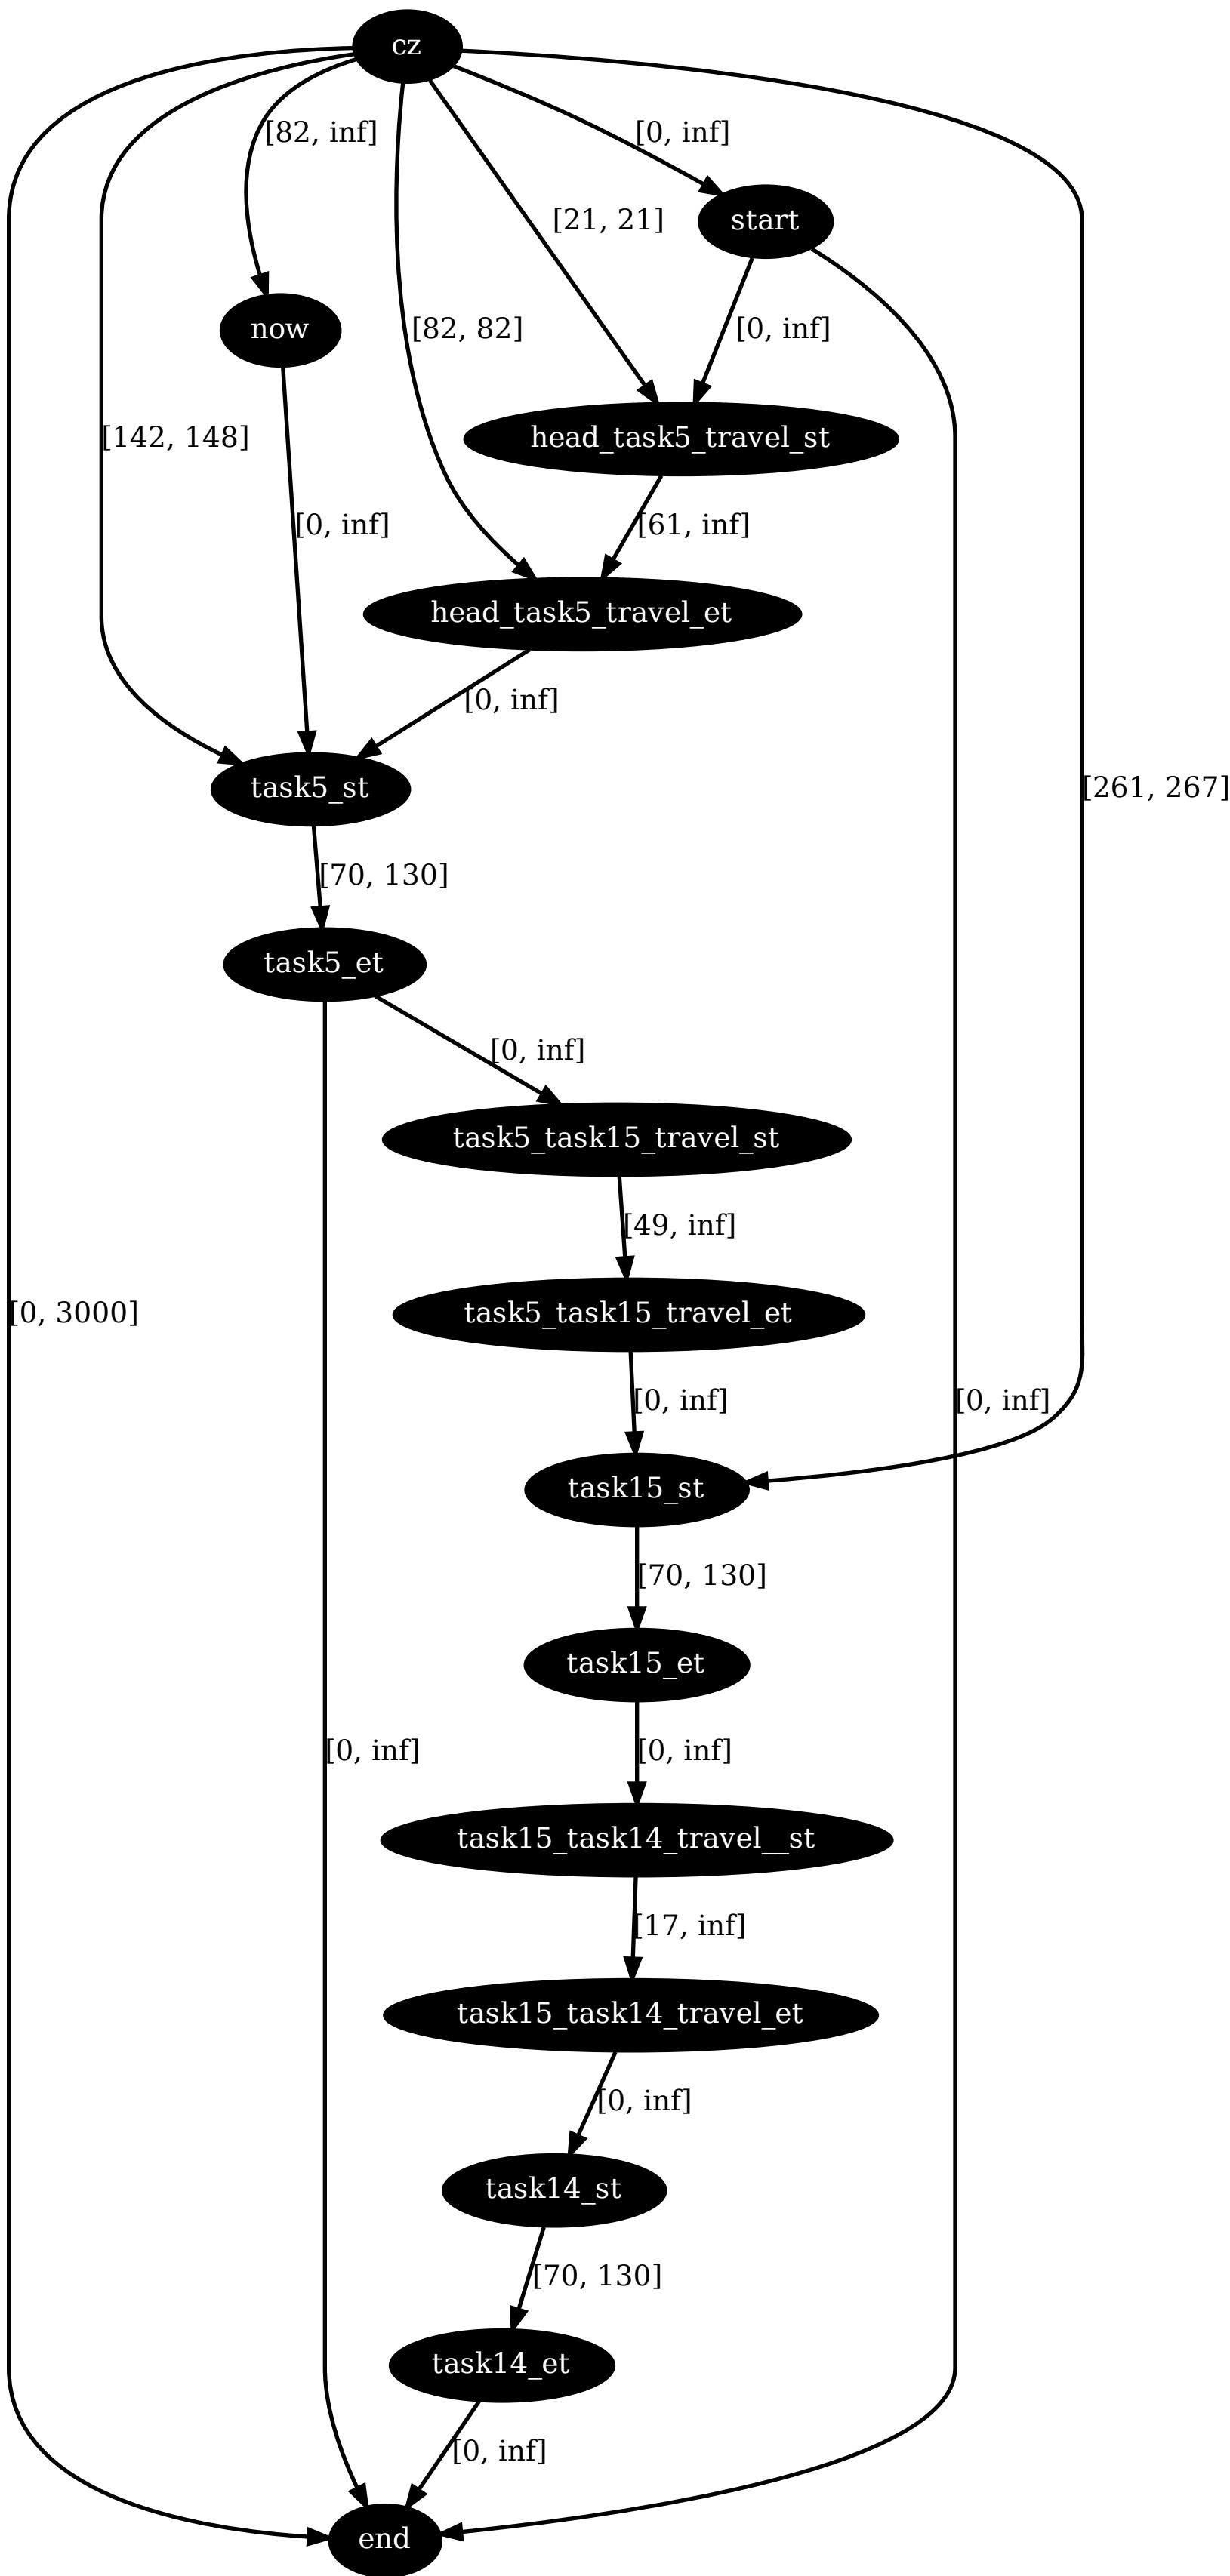 cz
[82, inf]
[0, inf]
[21, 21]
start
now
[82, 82]
[0, inf]
[142, 148]
head_task5_travel_st
[0, inf]
[61, inf]
head_task5_travel_et
[0, inf]
task5_st
[261, 267]
[70, 130]
task5_et
[0, inf]
task5_task15_travel_st
[49, inf]
task5_task15_travel_et
[0, 3000]
[0, inf]
[0, inf]
task15_st
[70, 130]
task15_et
[0, inf]
[0, inf]
task15_task14_travel__st
[17, inf]
task15_task14_travel_et
[0, inf]
task14_st
[70, 130]
task14_et
[0, inf]
end